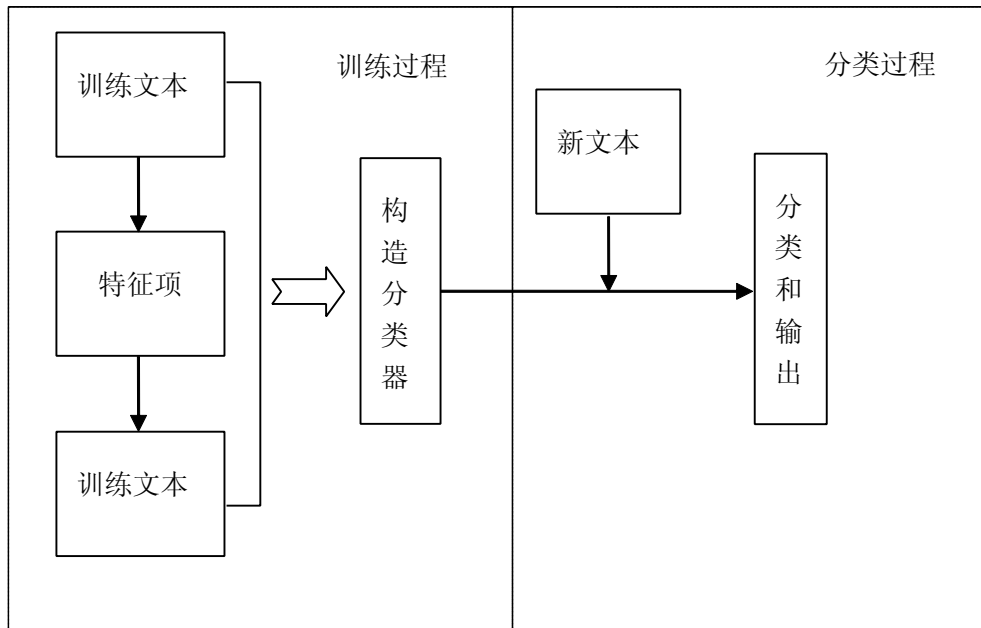 训练过程
训练文本
特征项
训练文本
构造分类器
分类过程
新文本
分类和输出